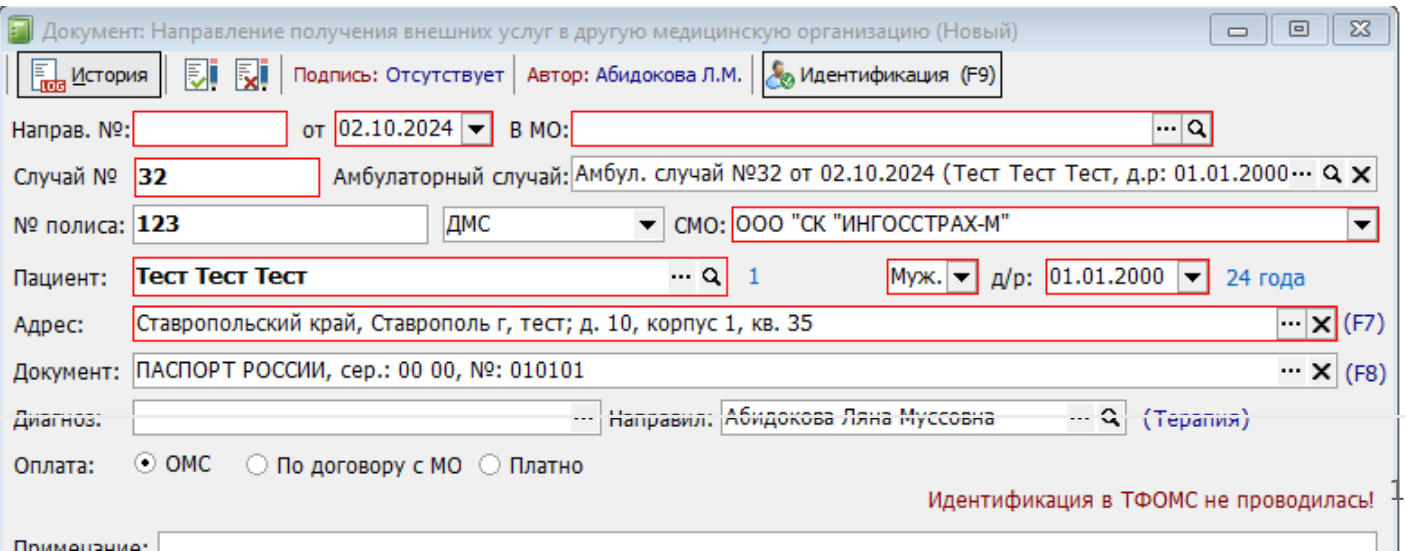 Документ: Направление получения внешних услуг в другую медицинскую организацию (Новый)
LOG История Подпись: Отсутствует Автор: Абидокова Л.М. Идентификация (F9)
Направ. №: от 02.10.2024 В МО: ...
Случай № 32 Амбулаторный случай: Амбул. случай №32 от 02.10.2024 (Тест Тест Тест, д.р: 01.01.2000 ...
№ полиса: 123 ДМС СМО: ООО "СК "ИНГОССТРАХ-М"
Пациент: Тест Тест Тест ... 1 Муж. д/р: 01.01.2000 24 года
Адрес: Ставропольский край, Ставрополь г, тест; д. 10, корпус 1, кв. 35 ... (F7)
Документ: ПАСПОРТ РОССИИ, сер.: 00 00, №: 010101 ... (F8)
Диагноз: ... Направил: Абидокова Ляна Муссовна ... (Терапия)
Оплата: ОМС По договору с МО Платно
Идентификация в ТФОМС не проводилась! 1
Примечание: